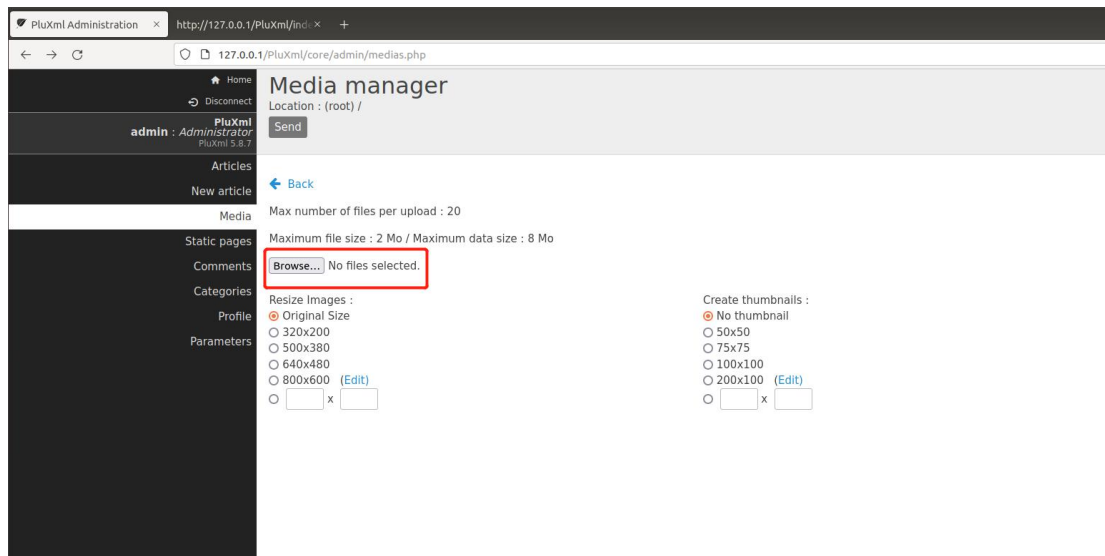 PluXml Administration
http://127.0.0.1/PluXml/inde
127.0.0.1/PluXml/core/admin/medias.php
Home
Disconnect
PluXml
admin : Administrator
PluXml 5.8.7
Articles
New article
Media
Static pages
Comments
Categories
Profile
Parameters
Media manager
Location : (root) /
Send
Back
Max number of files per upload : 20
Maximum file size : 2 Mo / Maximum data size : 8 Mo
Browse... No files selected.
Resize Images :
Original Size
320x200
500x380
640x480
800x600 (Edit)
x
Create thumbnails :
No thumbnail
50x50
75x75
100x100
200x100 (Edit)
x